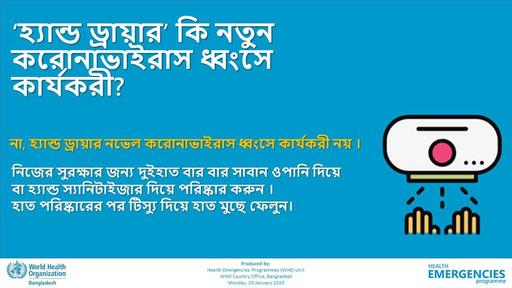 ‘হ্যান্ড ড্রায়ার’ কি নতুন
করোনাভাইরাস ধ্বংসে
কার্যকরী?
না, হ্যান্ড ড্রায়ার নভেল করোনাভাইরাস ধ্বংসে কার্যকরী নয় ।
নিজের সুরক্ষার জন্য দুইহাত বার বার সাবান ওপানি দিয়ে
বা হ্যান্ড স্যানিটাইজার দিয়ে পরিষ্কার করুন ।
হাত পরিষ্কারের পর টিস্যু দিয়ে হাত মুছে ফেলুন।
World Health
Organization
Bangladesh
Produced by:
Health Emergencies Programmes (WHE) Unit
WHO Country Office, Bangladesh
Monday, 20 January 2020
HEALTH
EMERGENCIES
programme